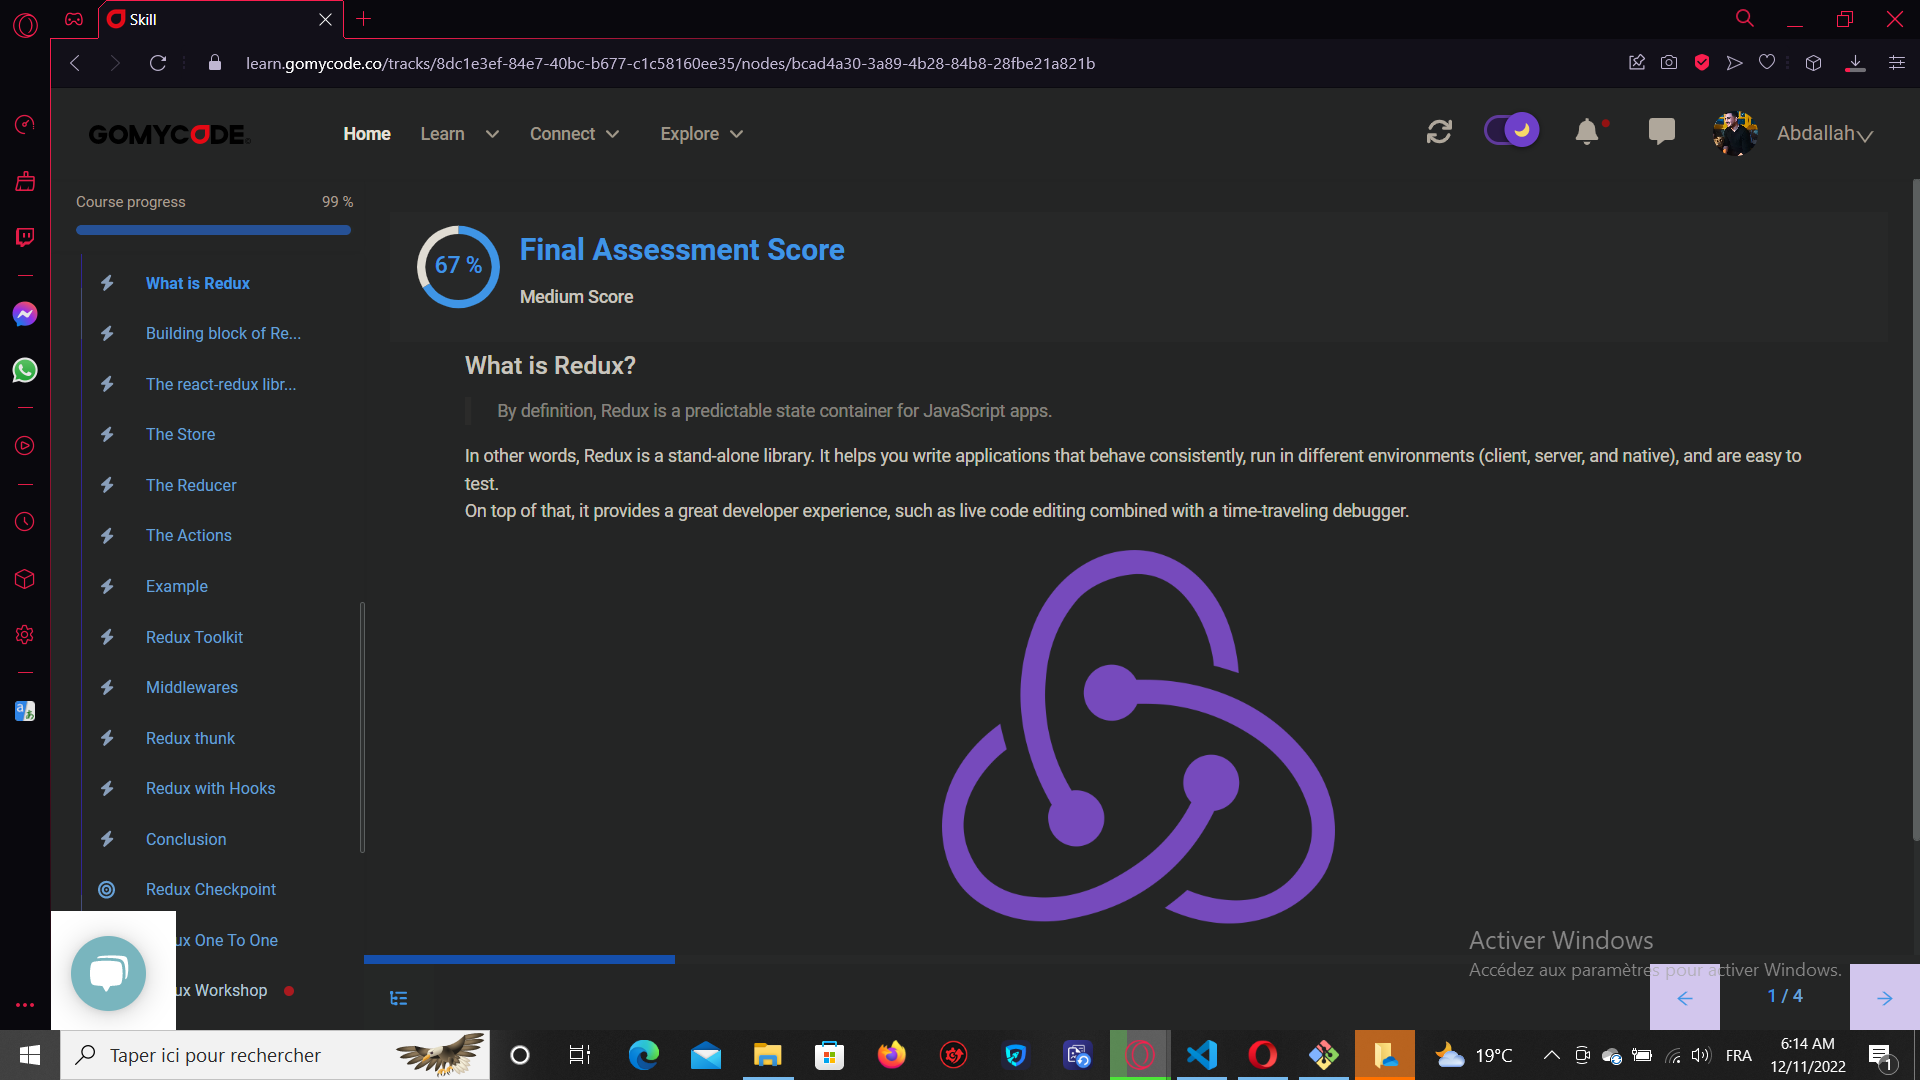 Skill
learn.gomycode.co/tracks/8dc1e3ef-84e7-40bc-b677-c1c58160ee35/nodes/bcad4a30-3a89-4b28-84b8-28fbe21a821b
GOMYCODE
Home Learn Connect Explore
Abdallah
Course progress 99 %
What is Redux
Building block of Re...
The react-redux libr...
The Store
The Reducer
The Actions
Example
Redux Toolkit
Middlewares
Redux thunk
Redux with Hooks
Conclusion
Redux Checkpoint
ux One To One
ux Workshop
67 %
Final Assessment Score
Medium Score
What is Redux?
By definition, Redux is a predictable state container for JavaScript apps.
In other words, Redux is a stand-alone library. It helps you write applications that behave consistently, run in different environments (client, server, and native), and are easy to
test.
On top of that, it provides a great developer experience, such as live code editing combined with a time-traveling debugger.
Activer Windows
Accédez aux paramètres pour activer Windows.
1 / 4
Taper ici pour rechercher
19°C
FRA
6:14 AM
12/11/2022
1